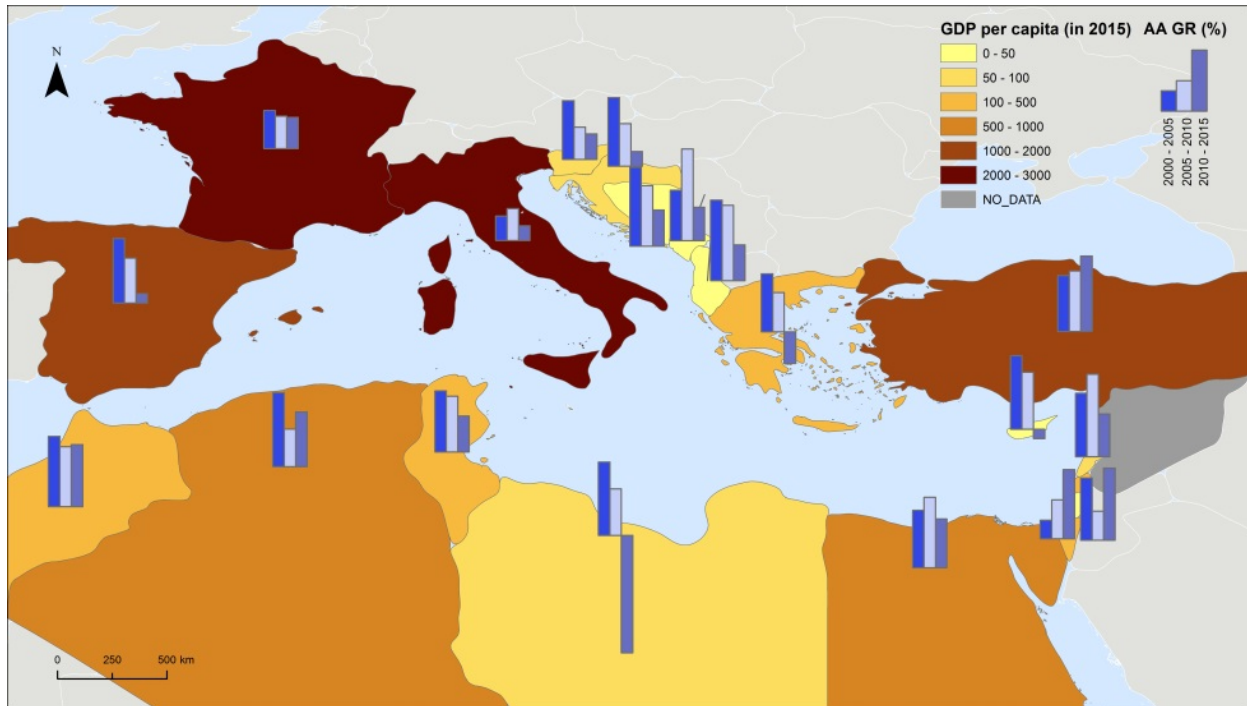 GDP per capita (in 2015)
0 - 50
50 - 100
100 - 500
500 - 1000
1000 - 2000
2000 - 3000
NO_DATA
AA GR (%)
2000 - 2005
2005 - 2010
2010 - 2015
N
0 250 500 km